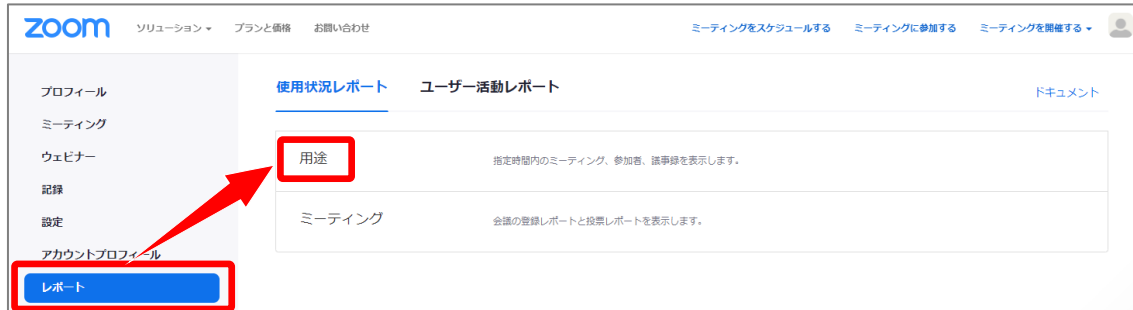 zoom ソリューション プランと価格 お問い合わせ ミーティングをスケジュールする ミーティングに参加する ミーティングを開催する
プロフィール
ミーティング
ウェビナー
記録
設定
アカウントプロフィール
レポート
使用状況レポート ユーザー活動レポート
ドキュメント
用途 指定時間内のミーティング、参加者、議事録を表示します。
ミーティング 会議の登録レポートと投票レポートを表示します。